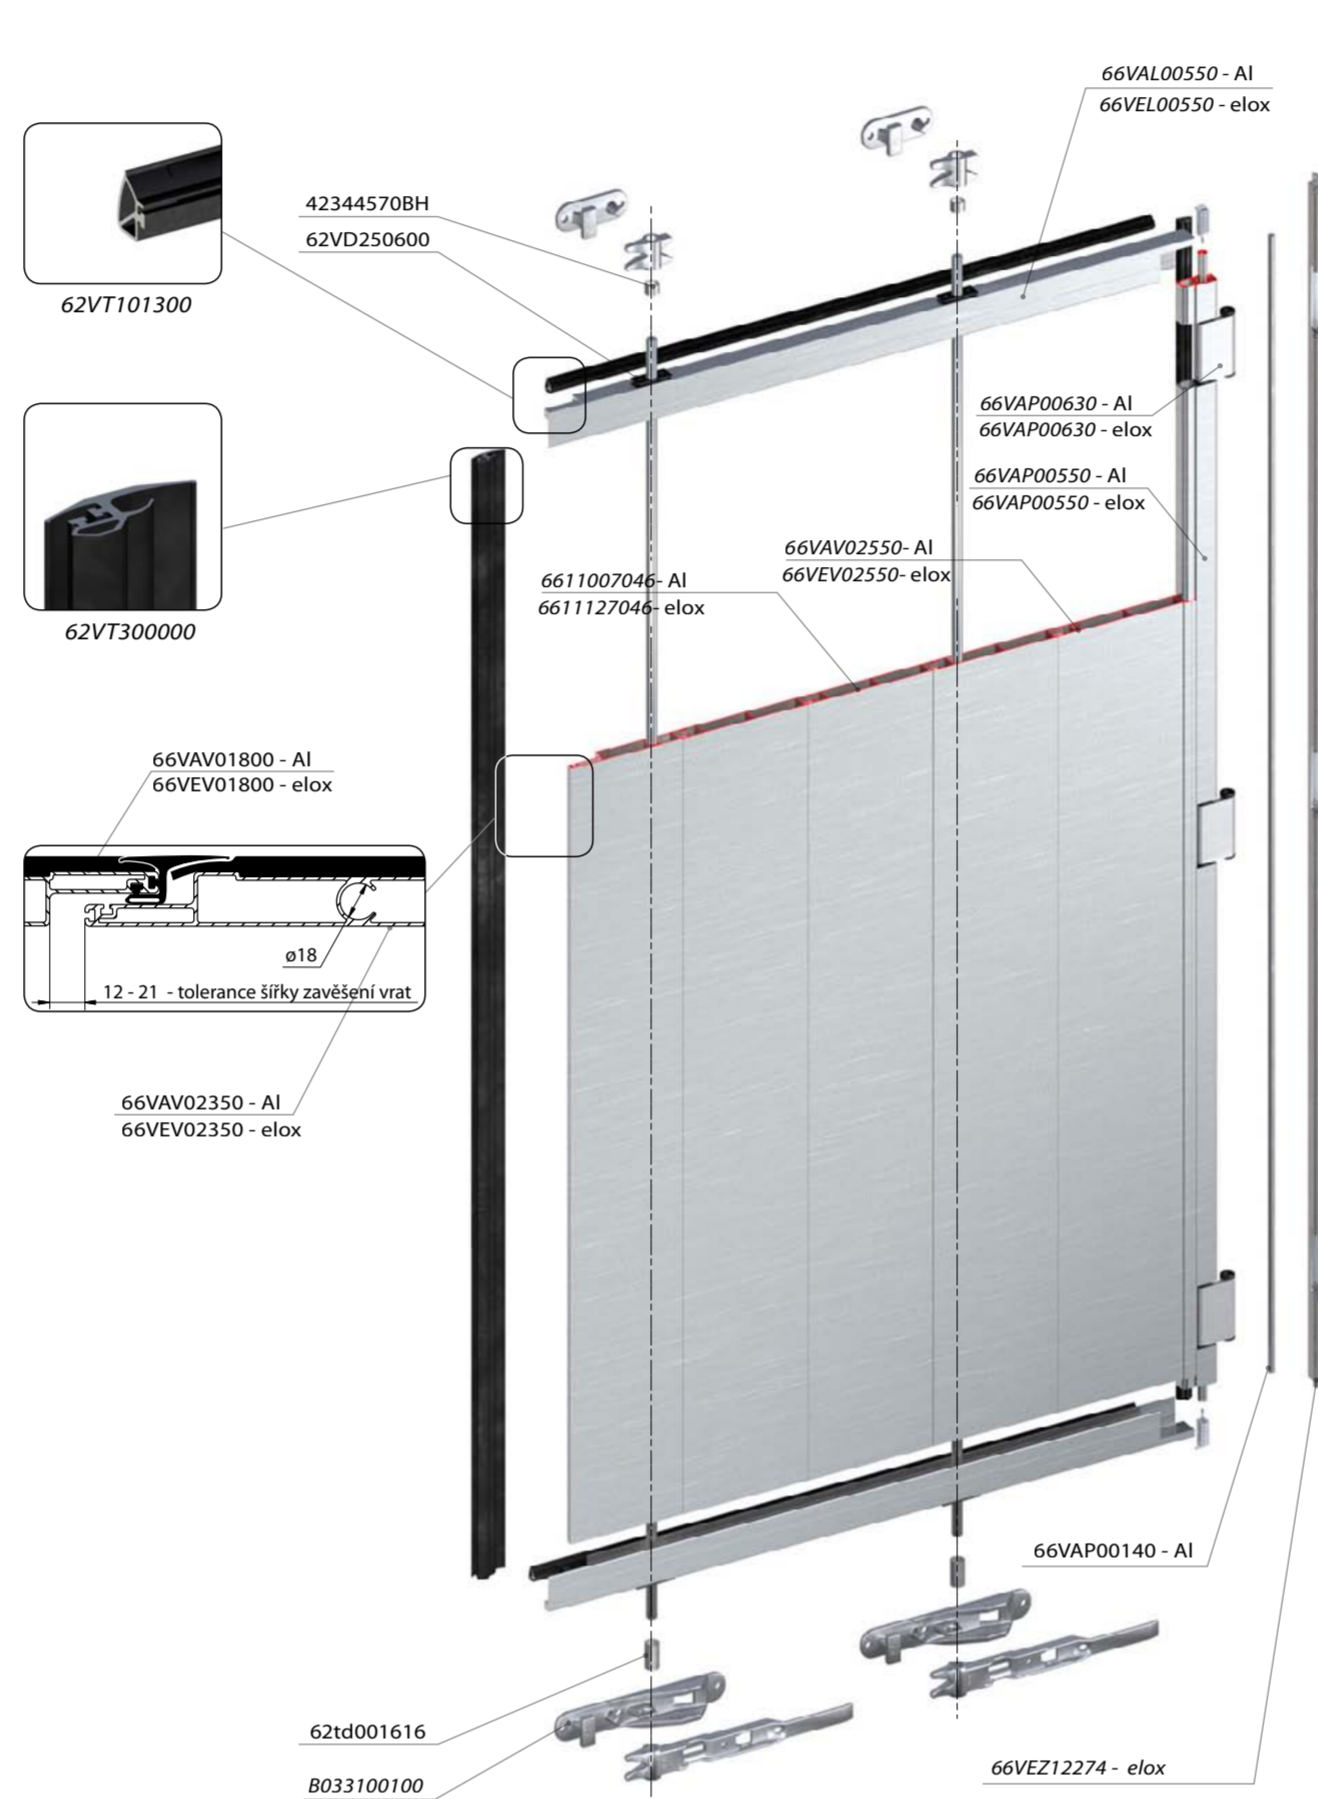 66VAL00550 - Al
66VEL00550 - elox
42344570BH
62VD250600
62VT101300
66VAP00630 - Al
66VAP00630 - elox
66VAP00550 - Al
66VAP00550 - elox
66VAV02550- Al
66VEV02550- elox
6611007046- Al
6611127046- elox
62VT300000
66VAV01800 - Al
66VEV01800 - elox
ø18
12 - 21 - tolerance šířky zavěšení vrat
66VAV02350 - Al
66VEV02350 - elox
66VAP00140 - Al
62td001616
B033100100
66VEZ12274 - elox